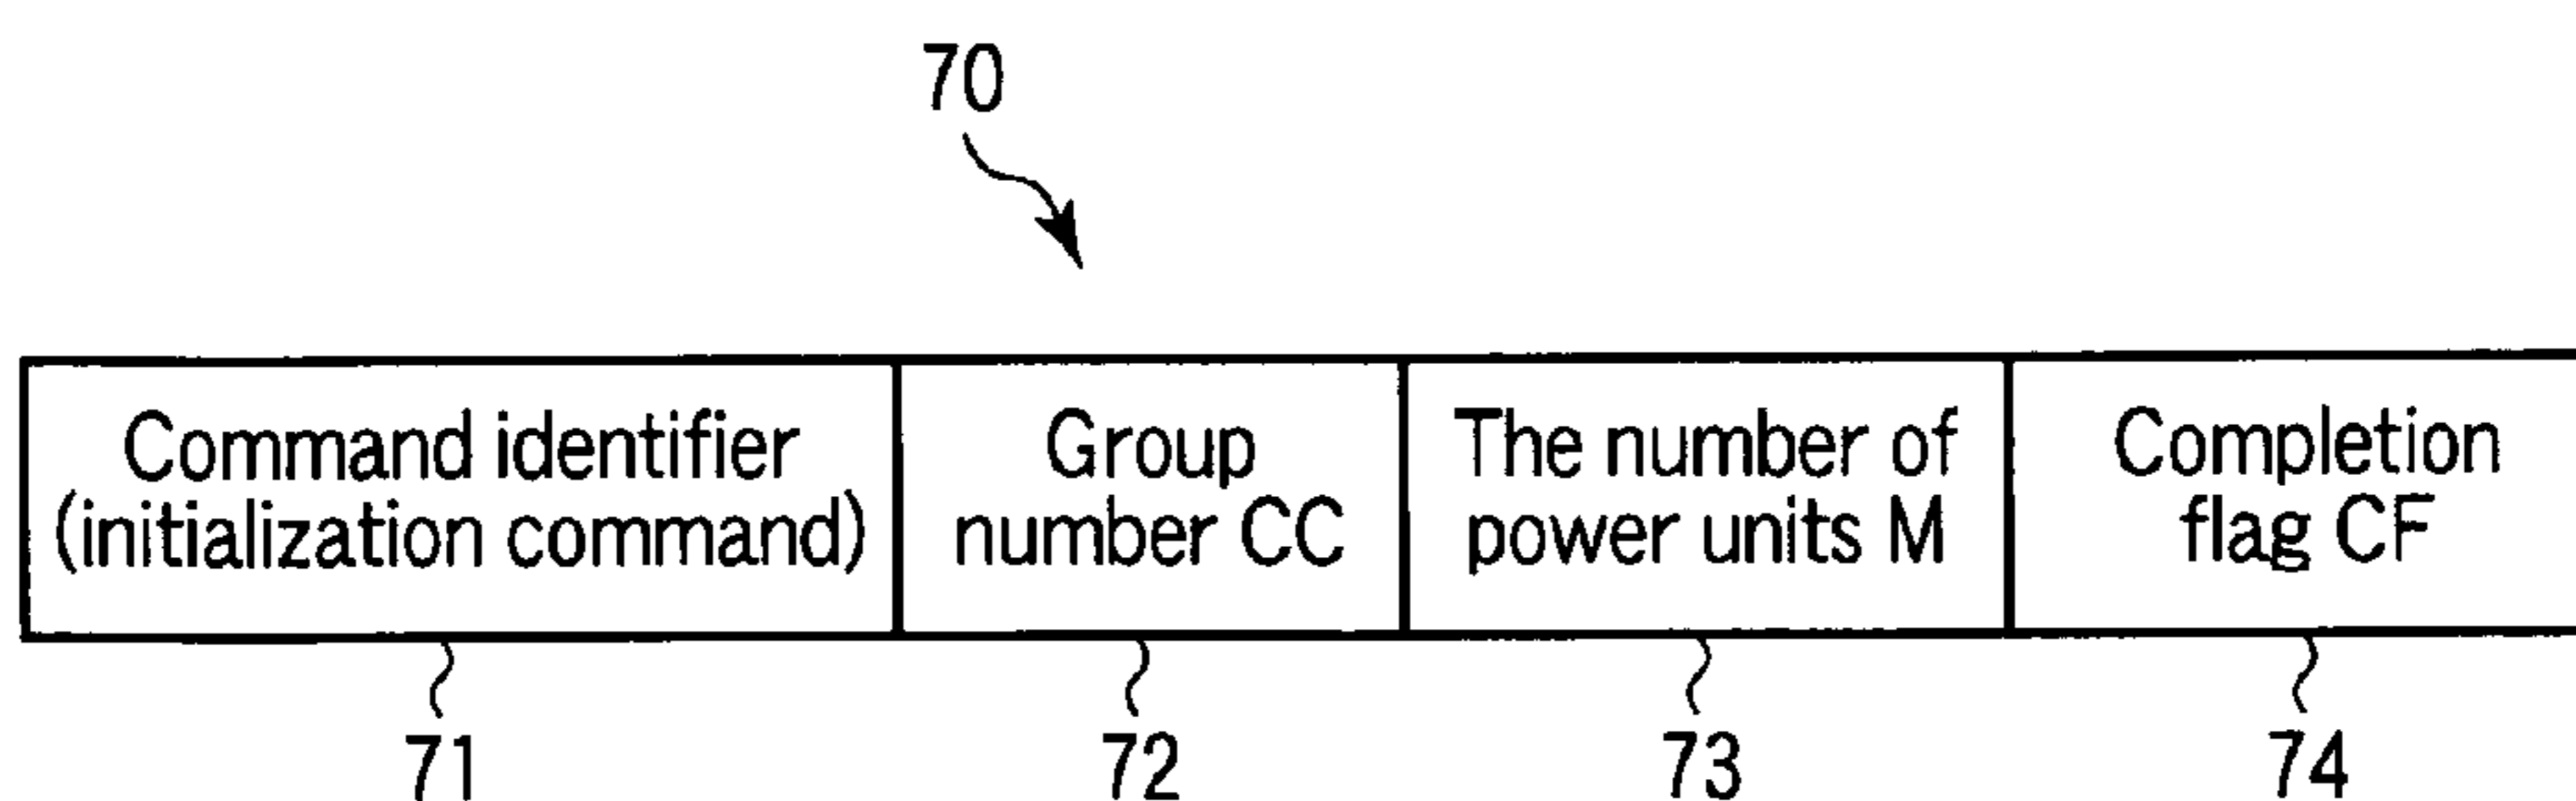 70
Command identifier
(initialization command)
Group
number CC
The number of
power units M
Completion
flag CF
71
72
73
74